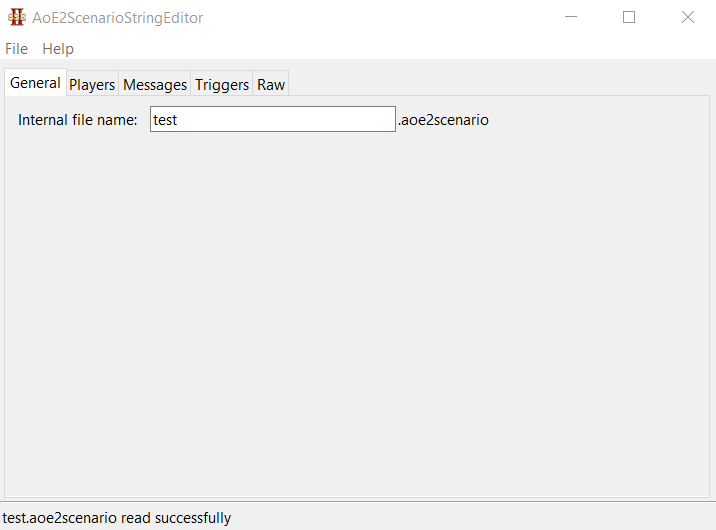 AoE2ScenarioStringEditor
File Help
General Players Messages Triggers Raw
Internal file name: test .aoe2scenario
test.aoe2scenario read successfully